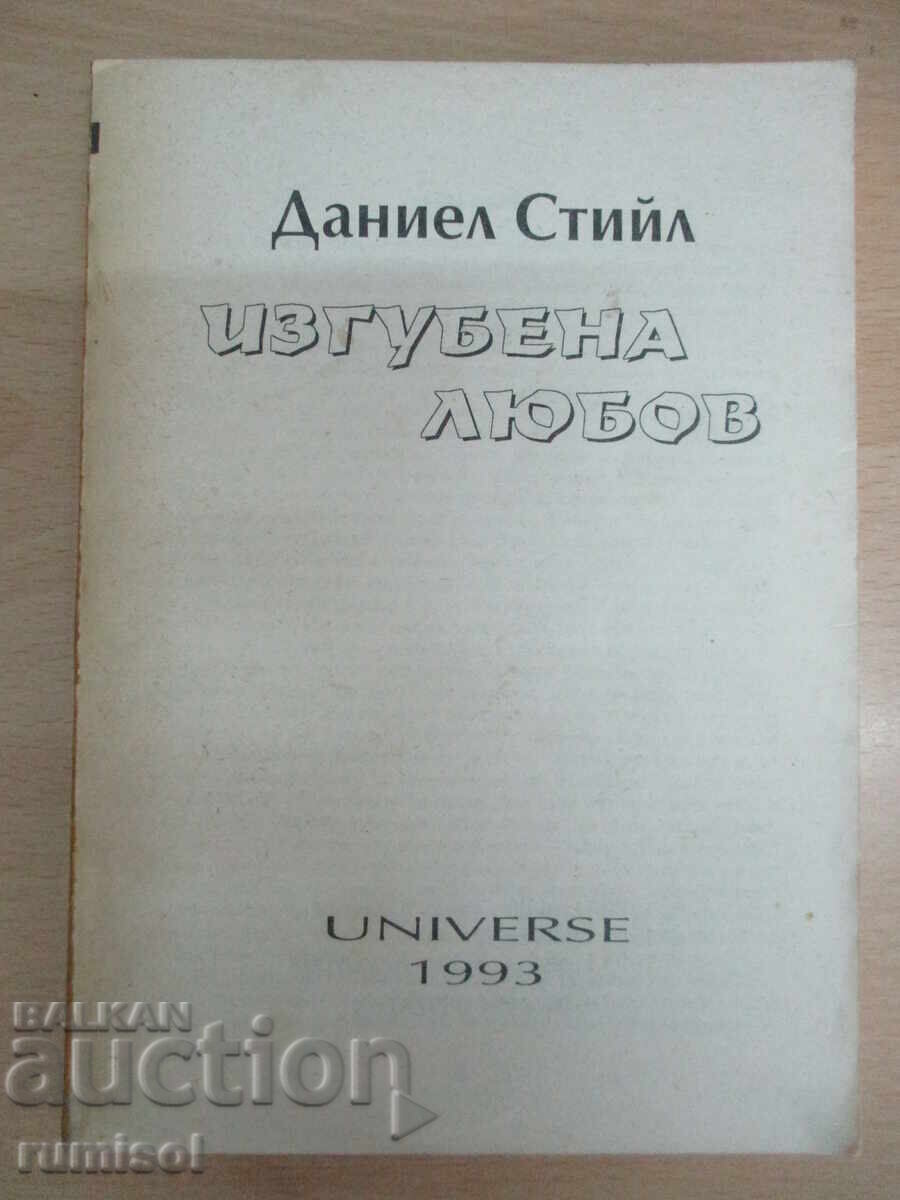 Даниел Стийл
ИЗГУБЕНА
ЛЮБОВ
UNIVERSE
1993
BALKAN
auction
rumisol